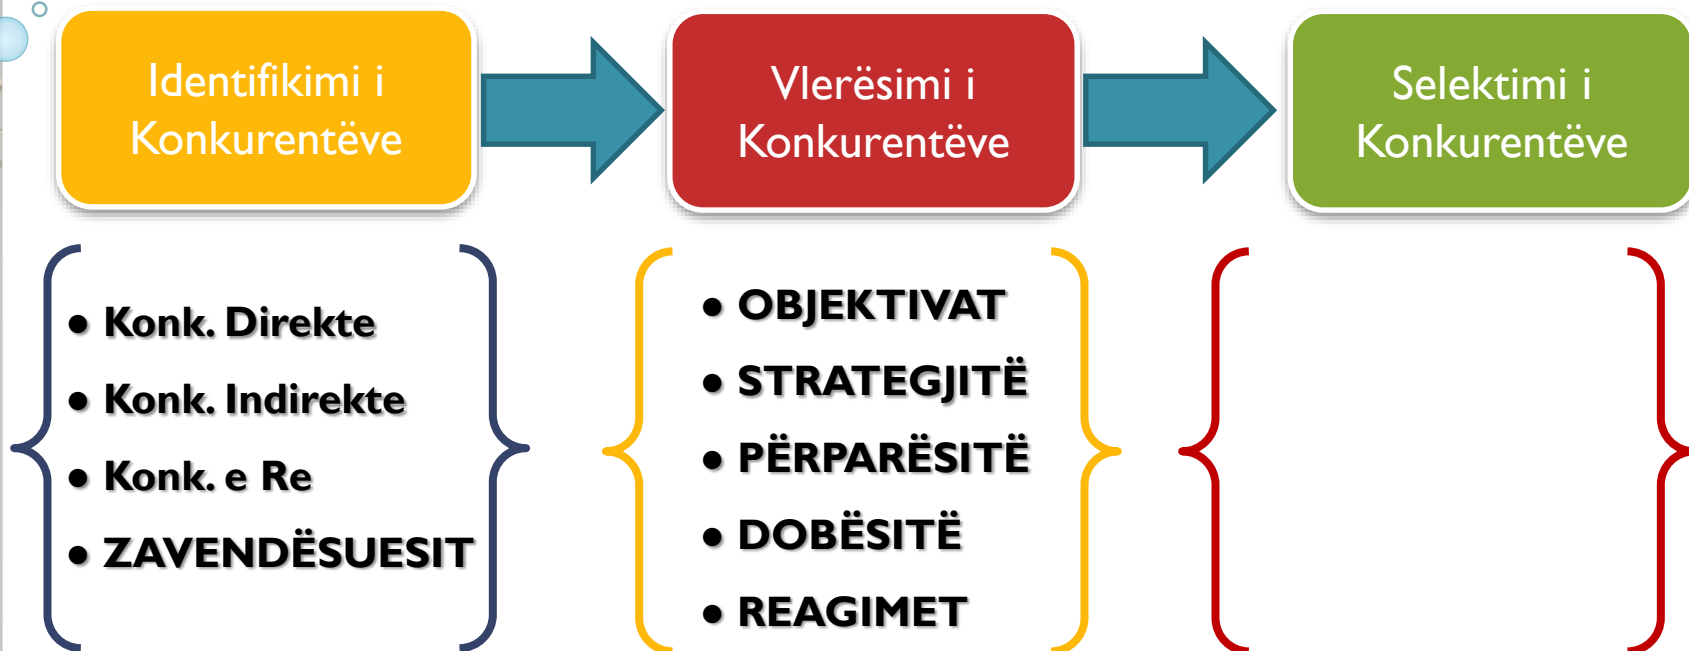 Identifikimi i
Konkurentëve
Vlerësimi i
Konkurentëve
Selektimi i
Konkurentëve
• Konk. Direkte
• Konk. Indirekte
• Konk. e Re
• ZAVENDËSUESIT
• OBJEKTIVAT
• STRATEGJITË
• PËRPARËSITË
• DOBËSITË
• REAGIMET